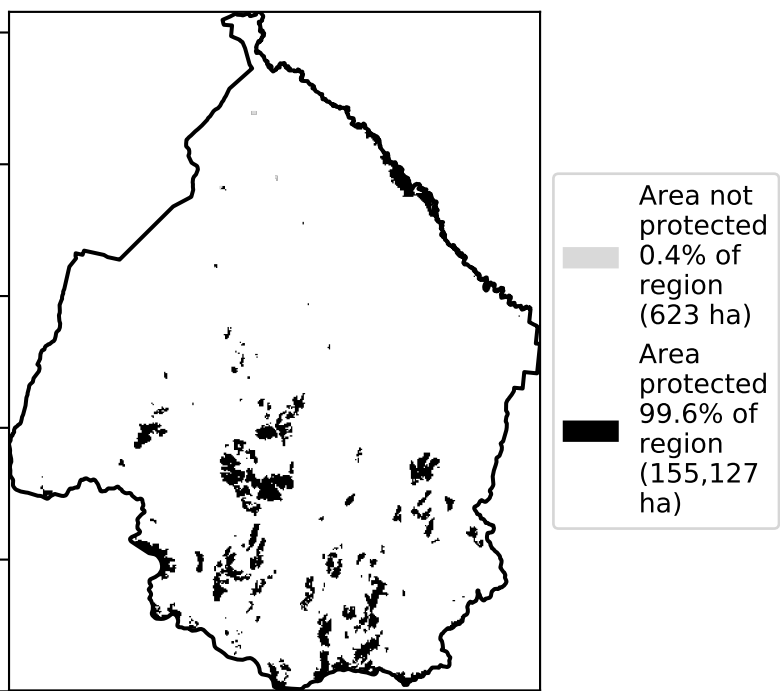 Area not
protected
0.4% of
region
(623 ha)
Area
protected
99.6% of
region
(155,127
ha)